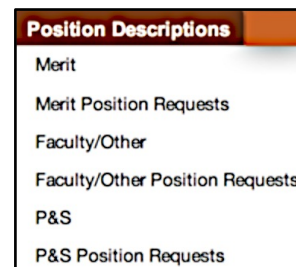 Position Descriptions
Merit
Merit Position Requests
Faculty/Other
Faculty/Other Position Requests
P&S
P&S Position Requests